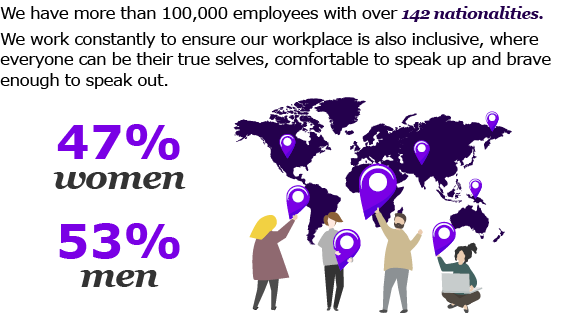 We have more than 100,000 employees with over 142 nationalities.
We work constantly to ensure our workplace is also inclusive, where
everyone can be their true selves, comfortable to speak up and brave
enough to speak out.
47%
women
53%
men